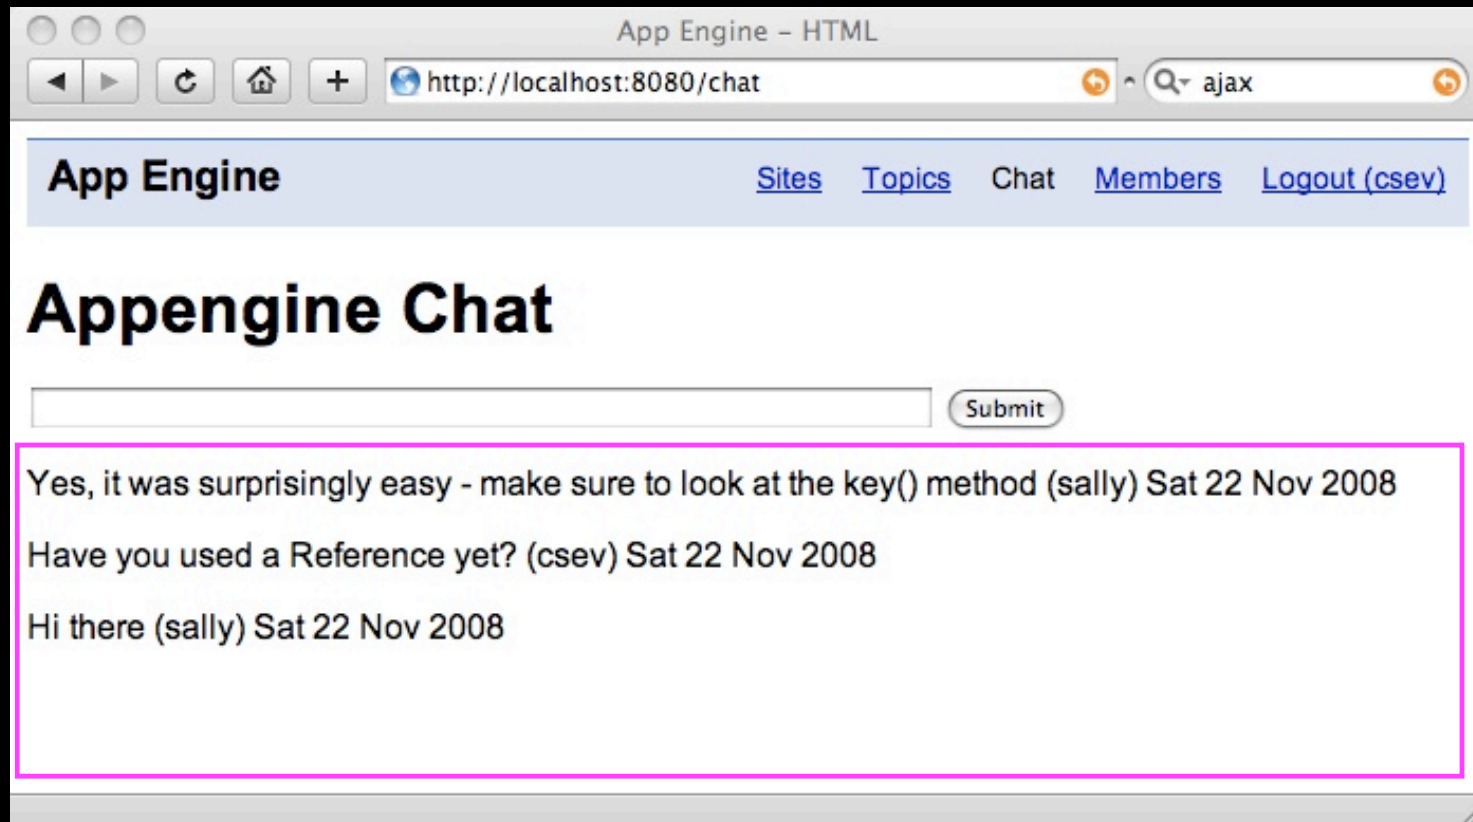 App Engine – HTML
http://localhost:8080/chat
ajax
App Engine
Sites Topics Chat Members Logout (csev)
Appengine Chat
Submit
Yes, it was surprisingly easy - make sure to look at the key() method (sally) Sat 22 Nov 2008
Have you used a Reference yet? (csev) Sat 22 Nov 2008
Hi there (sally) Sat 22 Nov 2008